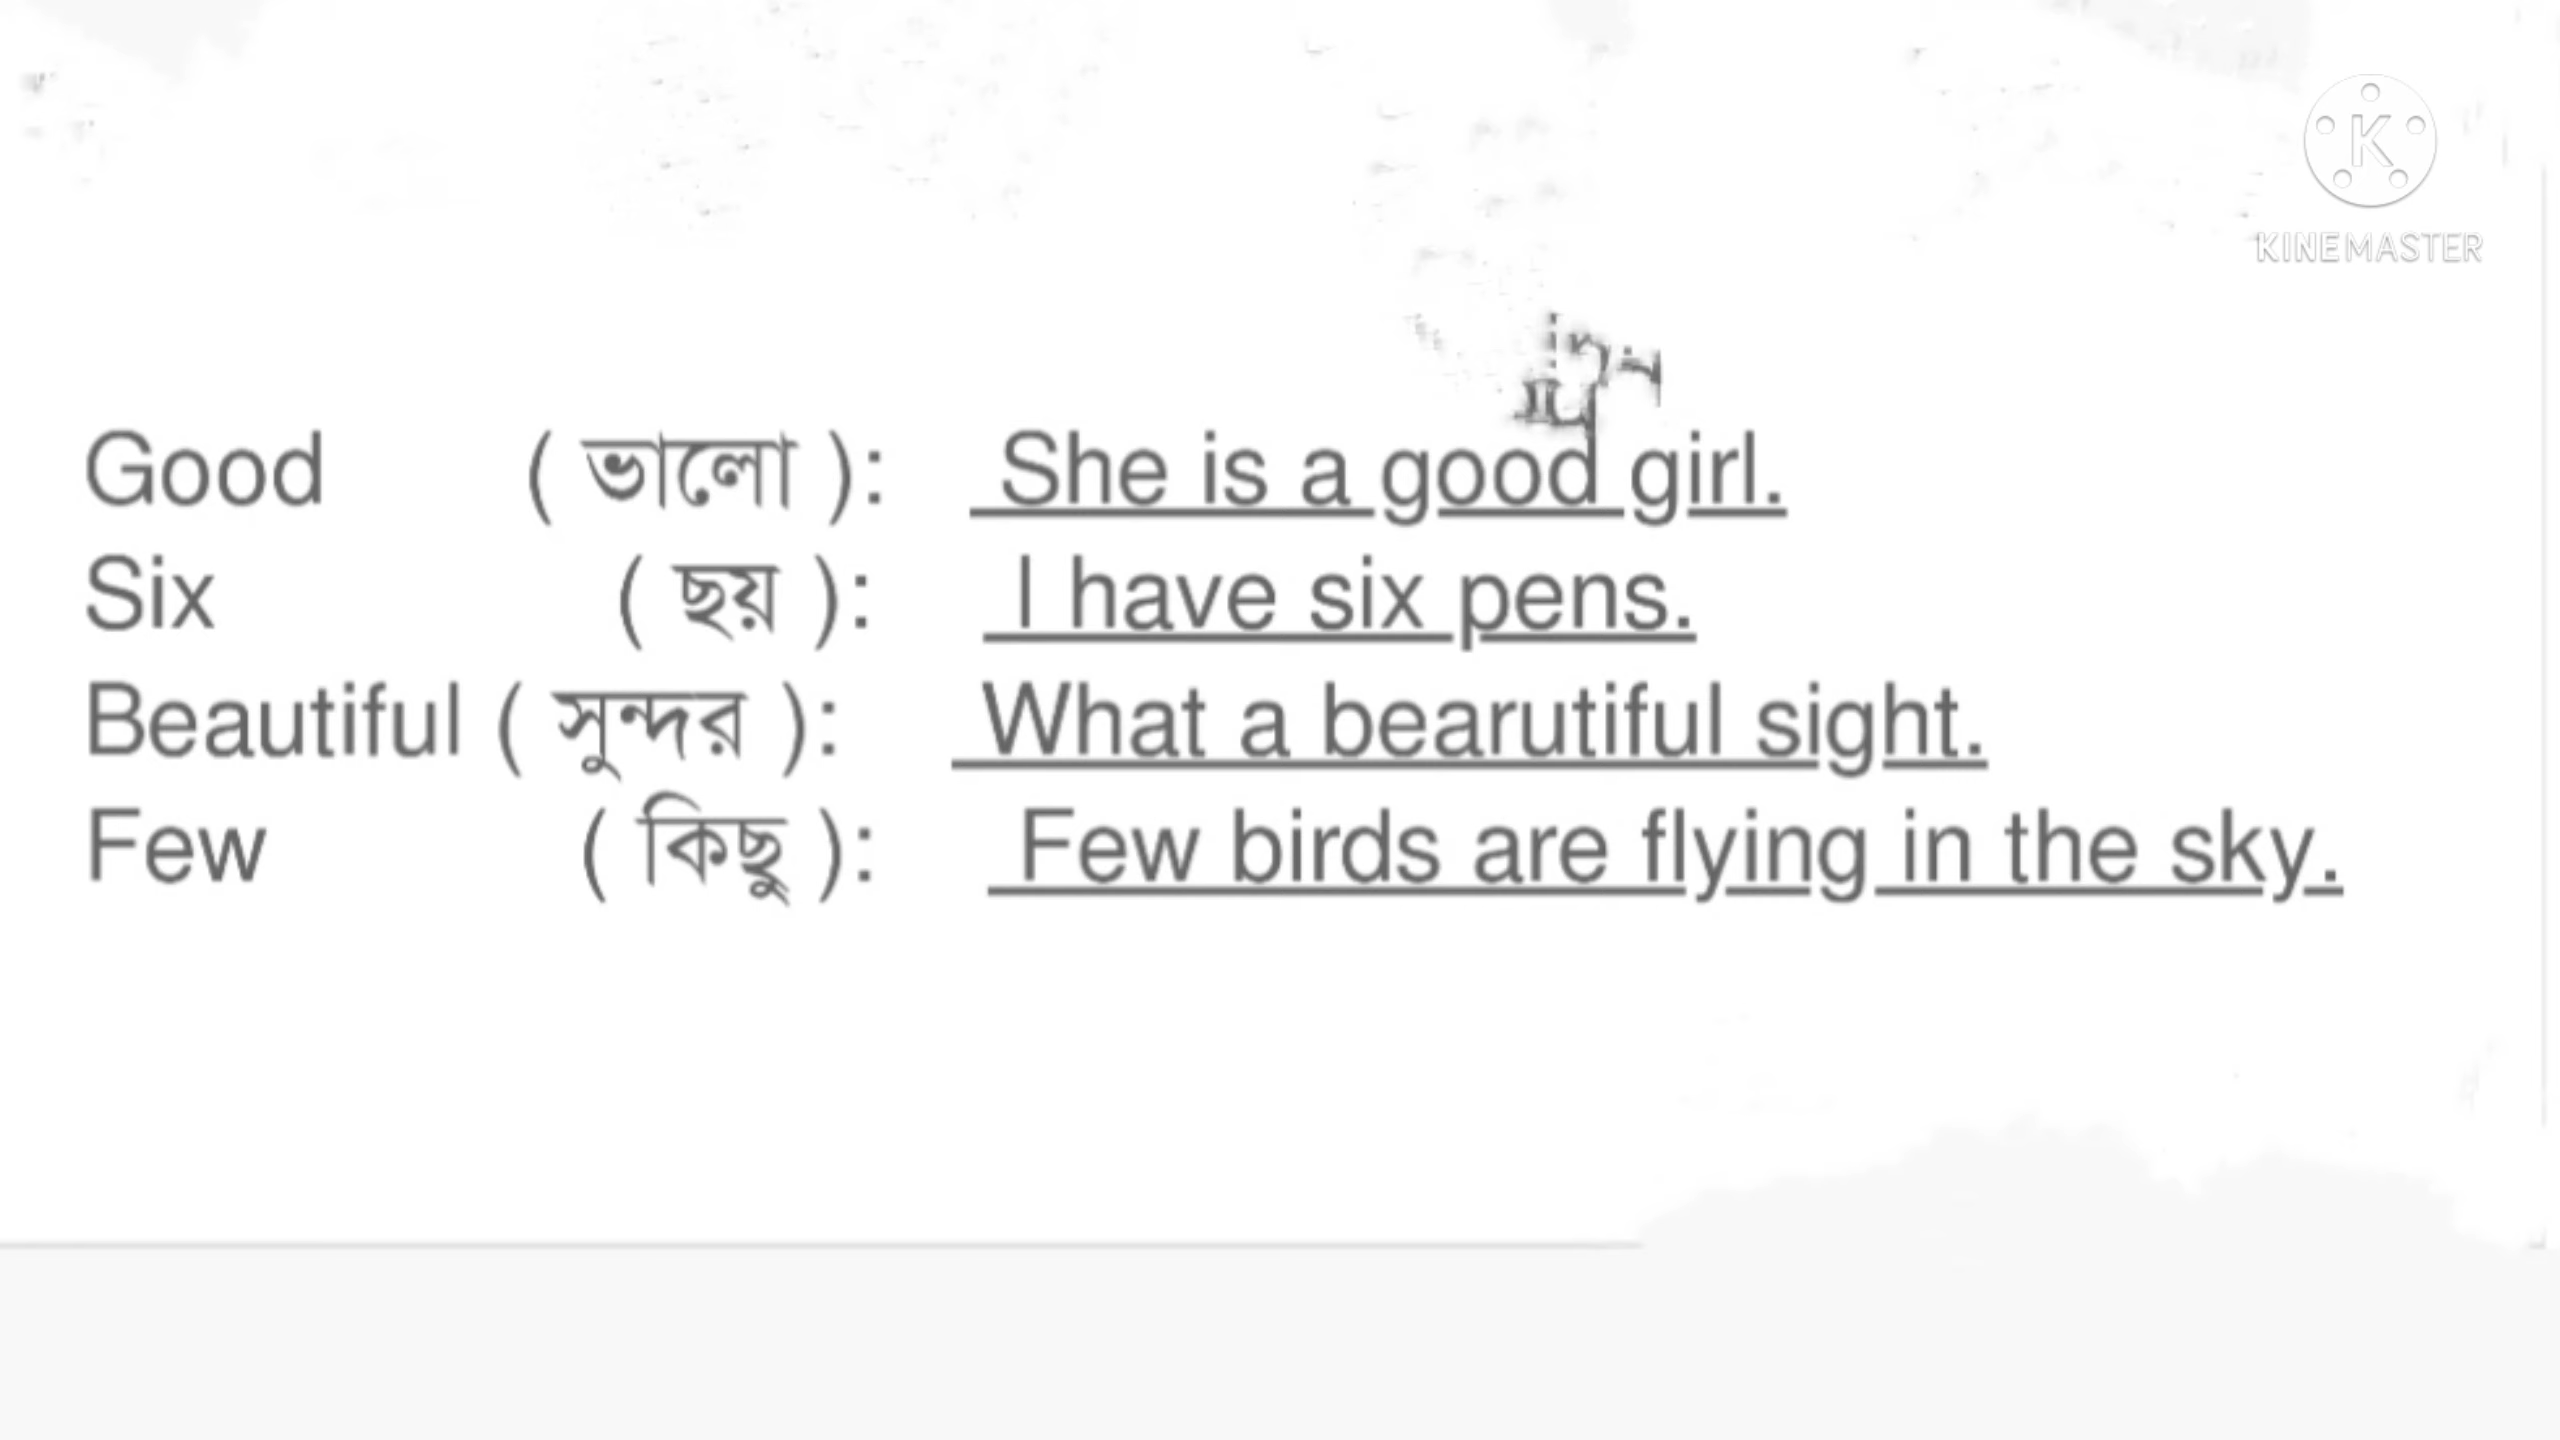 KINEMASTER
Good ( ভালো ): She is a good girl.
Six ( ছয় ): I have six pens.
Beautiful ( সুন্দর ): What a bearutiful sight.
Few ( কিছু ): Few birds are flying in the sky.